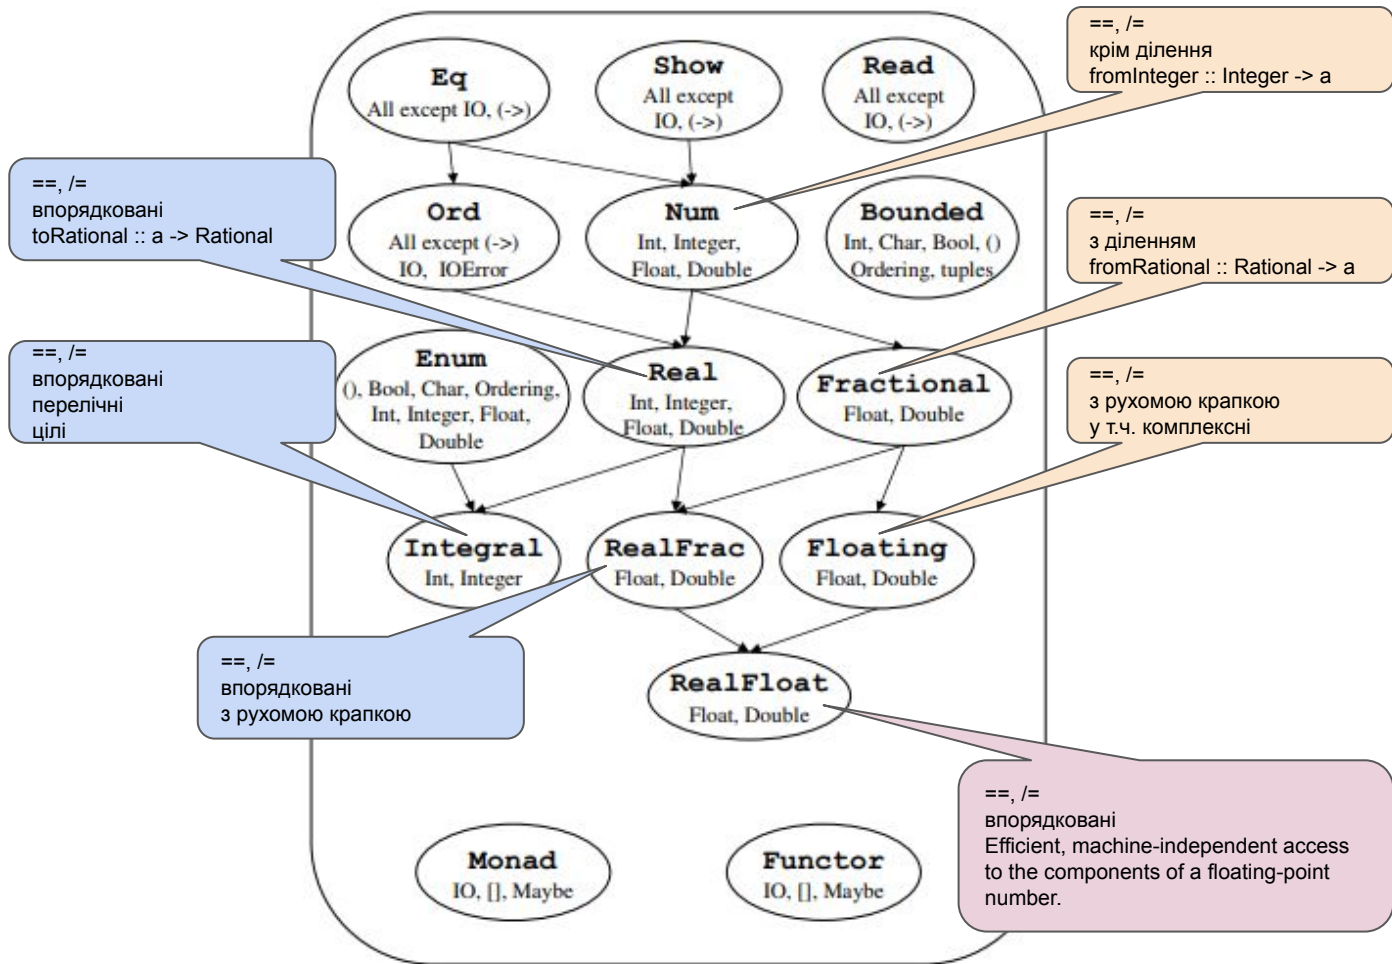 ==, /=
крім ділення
fromInteger :: Integer -> a
Eq
All except IO, (->)
Show
All except
IO, (->)
Read
All except
IO, (->)
==, /=
впорядковані
toRational :: a -> Rational
Ord
All except (->)
IO, IOError
Num
Int, Integer,
Float, Double
Bounded
Int, Char, Bool, ()
Ordering, tuples
==, /=
з діленням
fromRational :: Rational -> a
==, /=
впорядковані
перелічні
цілі
Enum
(), Bool, Char, Ordering,
Int, Integer, Float,
Double
Real
Int, Integer,
Float, Double
Fractional
Float, Double
==, /=
з рухомою крапкою
у т.ч. комплексні
Integral
Int, Integer
RealFrac
Float, Double
Floating
Float, Double
==, /=
впорядковані
з рухомою крапкою
RealFloat
Float, Double
==, /=
впорядковані
Efficient, machine-independent access
to the components of a floating-point
number.
Monad
IO, [], Maybe
Functor
IO, [], Maybe